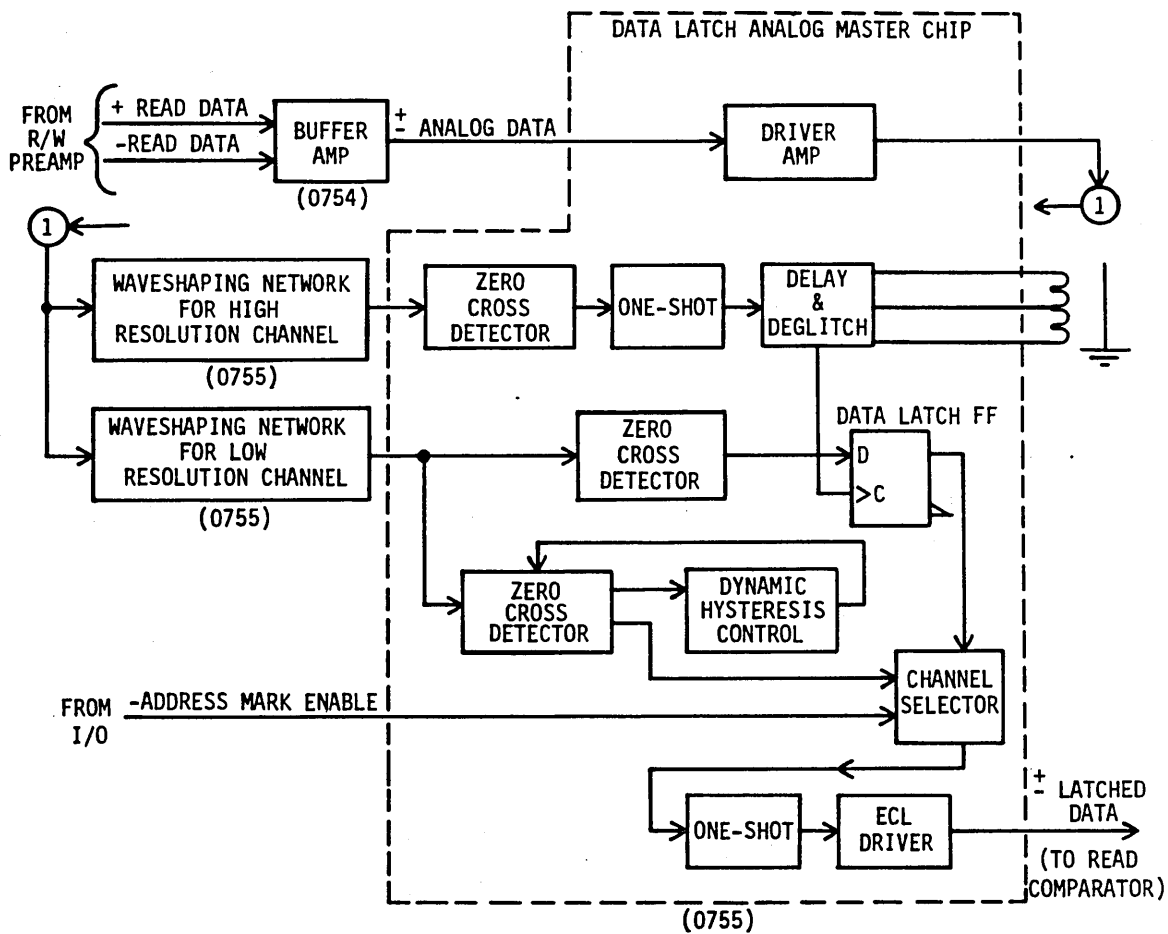 DATA LATCH ANALOG MASTER CHIP
FROM
R/W
PREAMP
+ READ DATA
-READ DATA
BUFFER
AMP
(0754)
+
- ANALOG DATA
DRIVER
AMP
1
1
WAVESHAPING NETWORK
FOR HIGH
RESOLUTION CHANNEL
(0755)
ZERO
CROSS
DETECTOR
ONE-SHOT
DELAY
&
DEGLITCH
WAVESHAPING NETWORK
FOR LOW
RESOLUTION CHANNEL
(0755)
ZERO
CROSS
DETECTOR
DATA LATCH FF
D
>C
ZERO
CROSS
DETECTOR
DYNAMIC
HYSTERESIS
CONTROL
FROM
I/O
-ADDRESS MARK ENABLE
CHANNEL
SELECTOR
ONE-SHOT
ECL
DRIVER
+
- LATCHED
DATA
(TO READ
COMPARATOR)
(0755)